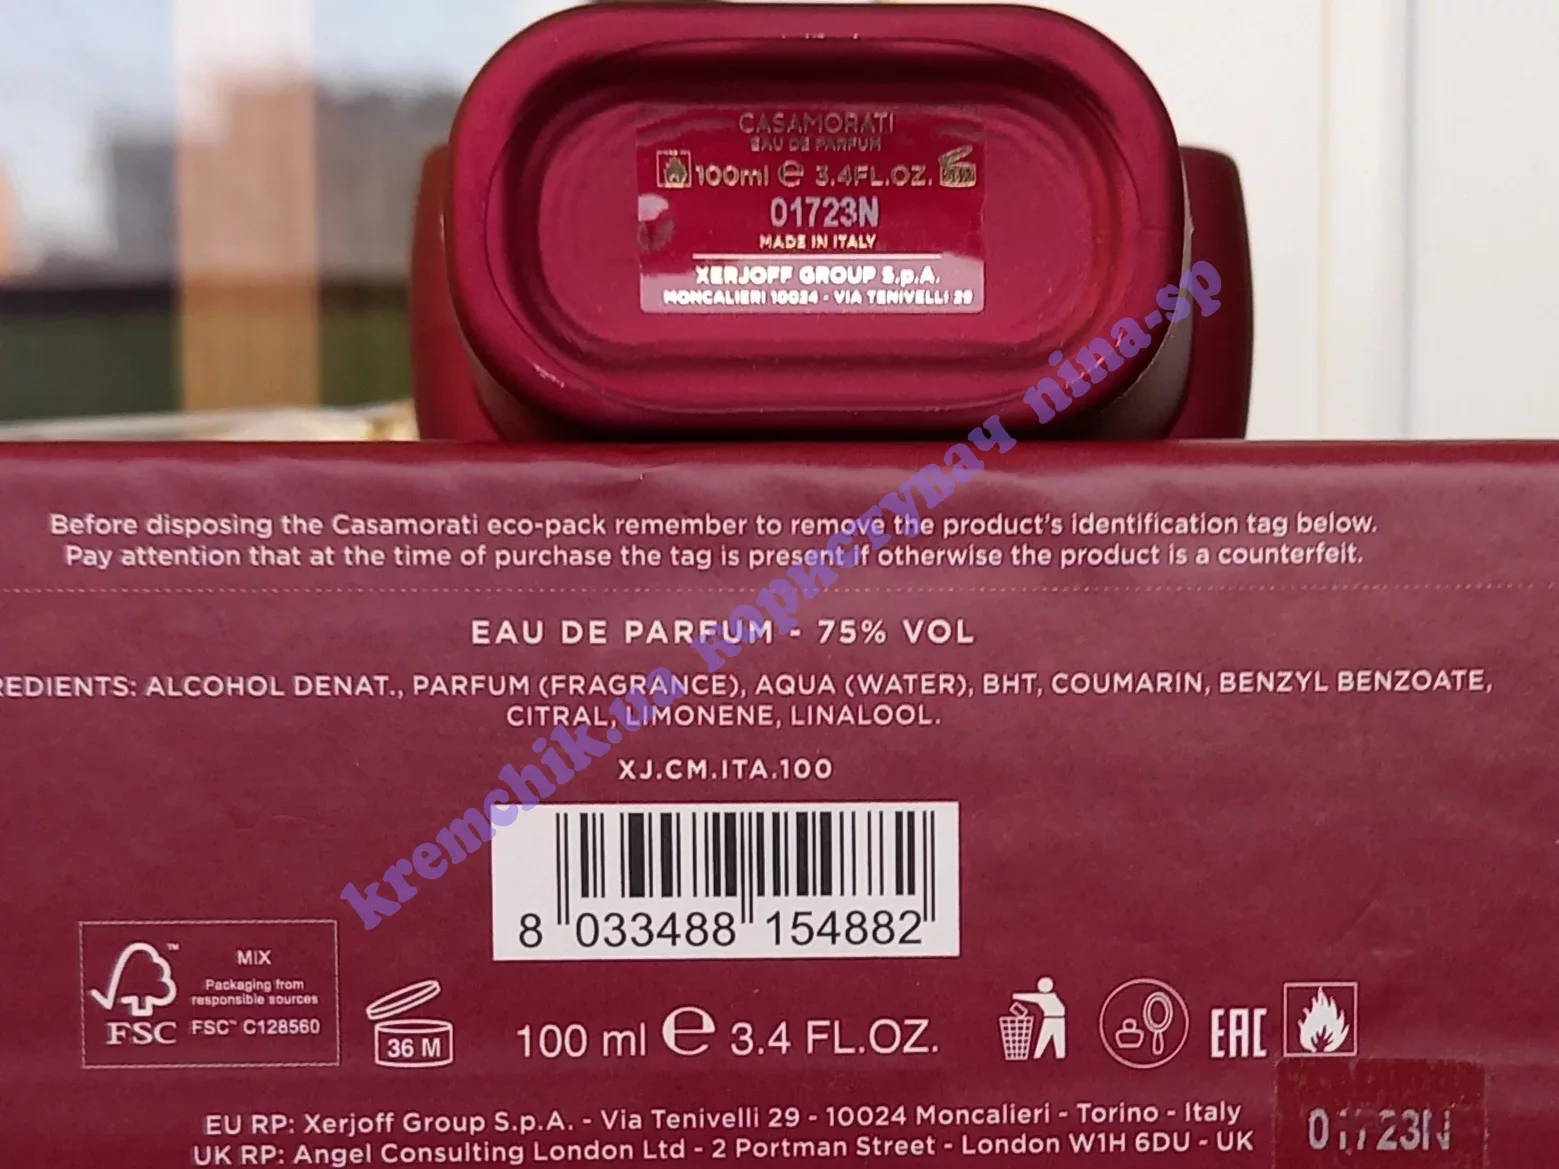 CASAMORATI
EAU DE PARFUM
100ml e 3.4FL.OZ.
01723N
MADE IN ITALY
XERJOFF GROUP S.p.A.
MONCALIERI 10024 - VIA TENIVELLI 29
Before disposing the Casamorati eco-pack remember to remove the product's identification tag below.
Pay attention that at the time of purchase the tag is present if otherwise the product is a counterfeit.
EAU DE PARFUM - 75% VOL
REDIENTS: ALCOHOL DENAT., PARFUM (FRAGRANCE), AQUA (WATER), BHT, COUMARIN, BENZYL BENZOATE,
CITRAL, LIMONENE, LINALOOL.
XJ.CM.ITA.100
8 033488 154882
MIX
Packaging from
responsible sources
FSC™ C128560
FSC
36 M
100 ml e 3.4 FL.OZ.
EAC
EU RP: Xerjoff Group S.p.A. - Via Tenivelli 29 - 10024 Moncalieri - Torino - Italy
UK RP: Angel Consulting London Ltd - 2 Portman Street - London W1H 6DU - UK
01723N
kremchik.ua користувач nina-sp